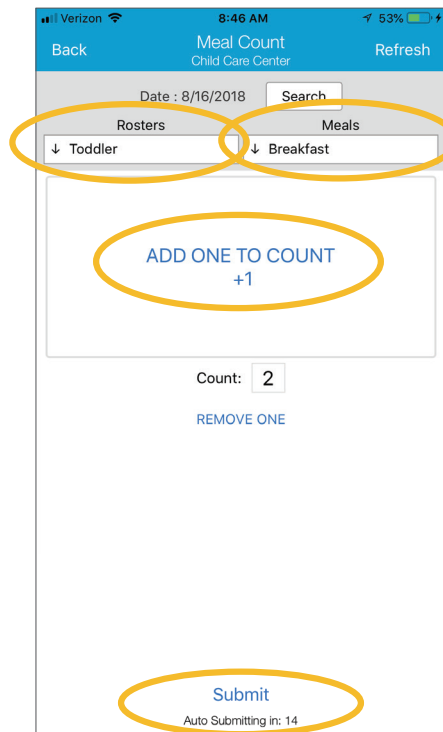 Verizon 8:46 AM 53%
Back Meal Count Refresh
Child Care Center
Date : 8/16/2018 Search
Rosters Meals
↓ Toddler ↓ Breakfast
ADD ONE TO COUNT
+1
Count: 2
REMOVE ONE
Submit
Auto Submitting in: 14